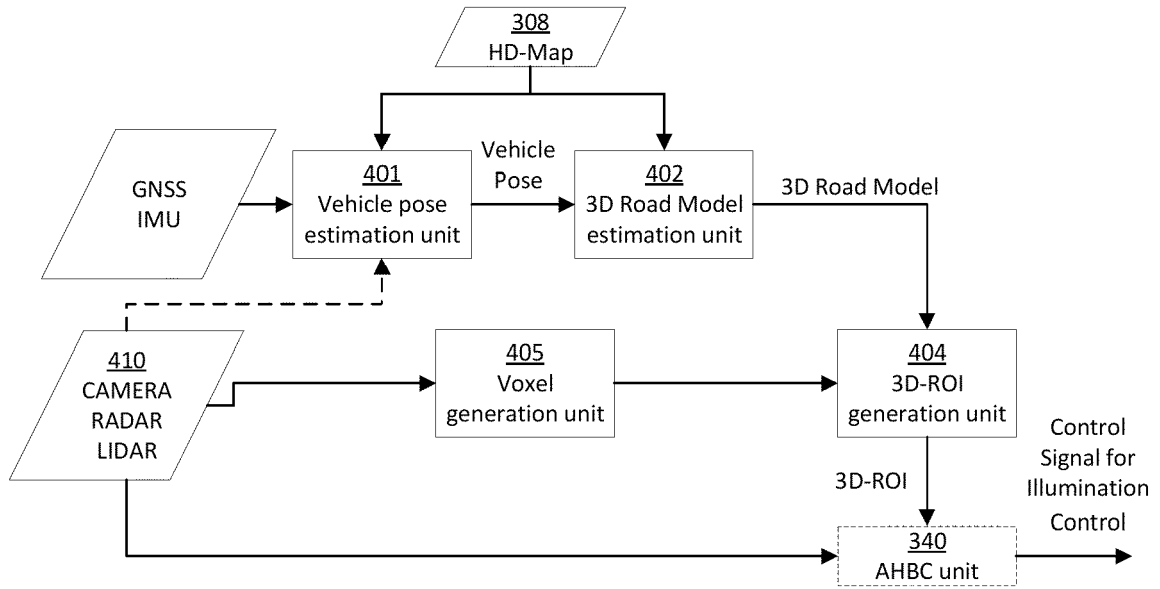 308
HD-Map
GNSS
IMU
401
Vehicle pose
estimation unit
Vehicle
Pose
402
3D Road Model
estimation unit
3D Road Model
410
CAMERA
RADAR
LIDAR
405
Voxel
generation unit
404
3D-ROI
generation unit
3D-ROI
Control
Signal for
Illumination
Control
340
AHBC unit